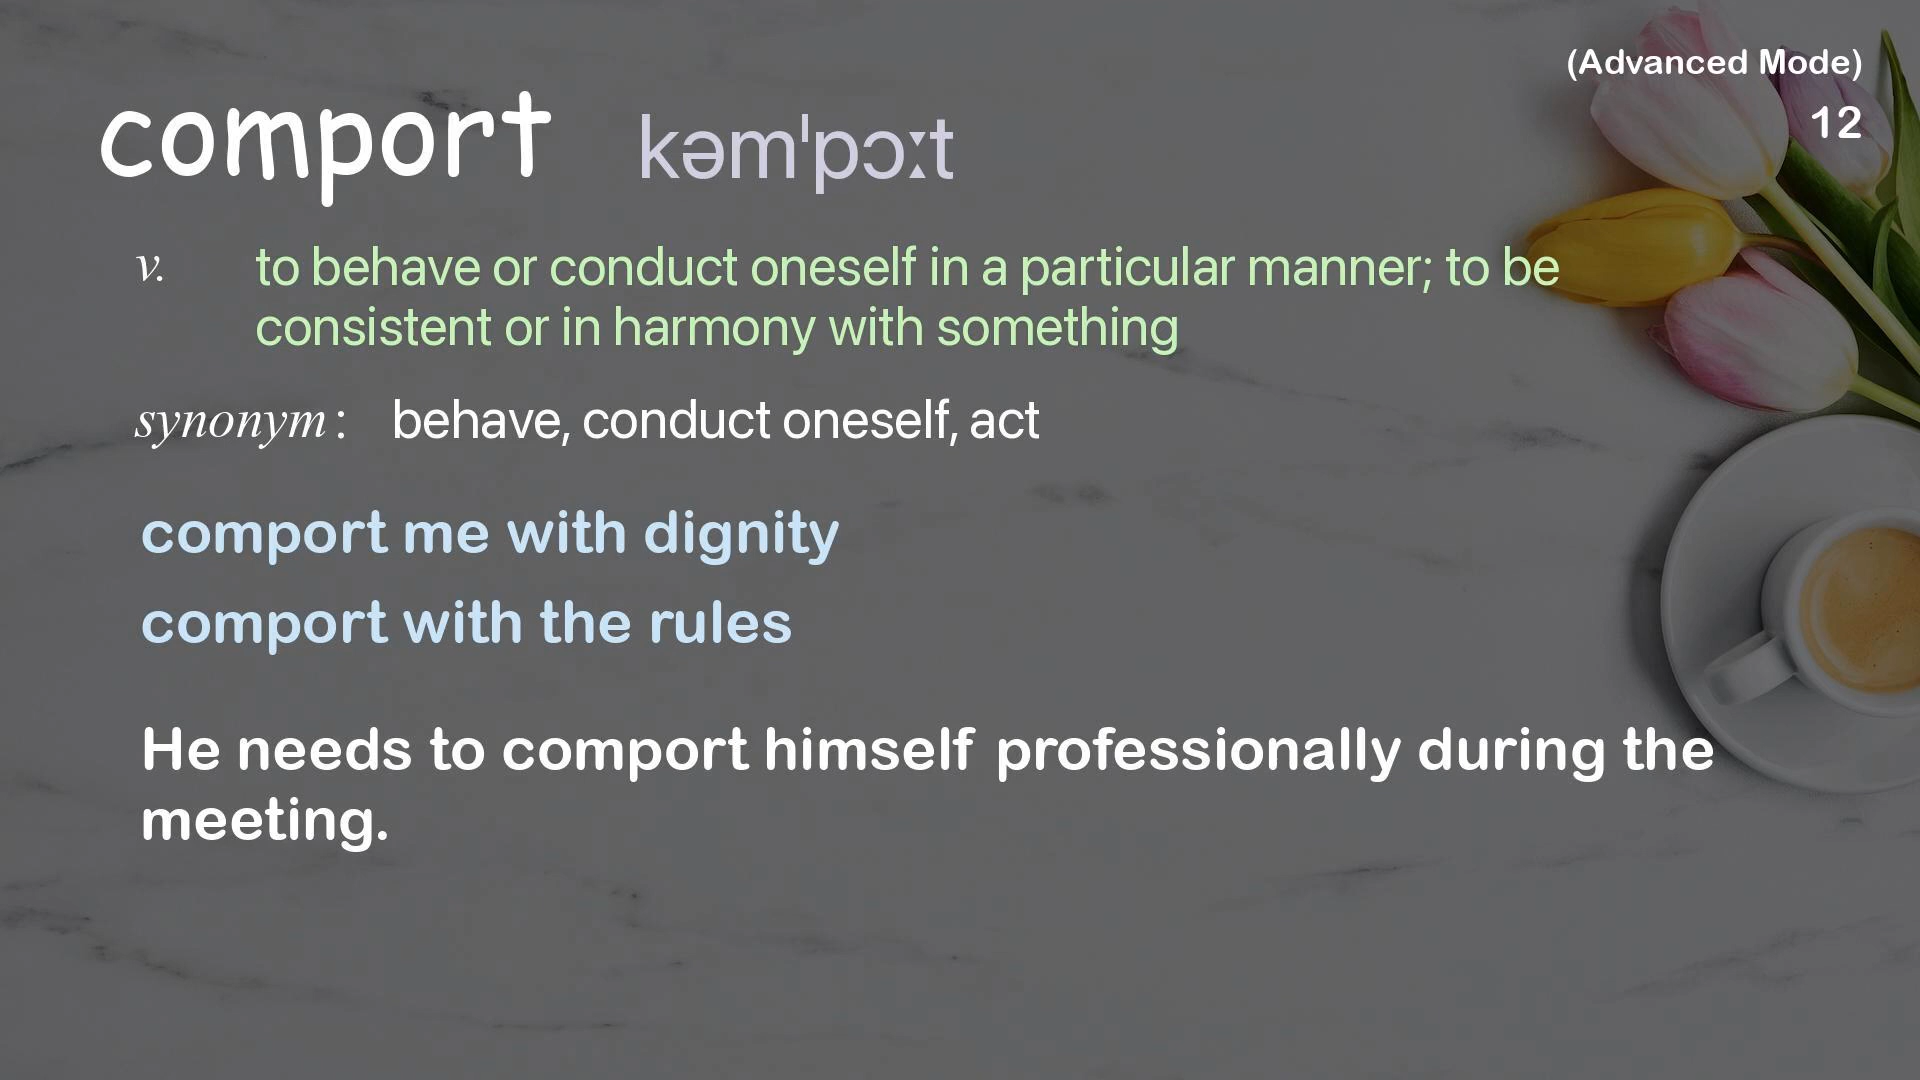 (Advanced Mode)
12
comport kəmˈpɔːt
v. to behave or conduct oneself in a particular manner; to be
consistent or in harmony with something
synonym: behave, conduct oneself, act
comport me with dignity
comport with the rules
He needs to comport himself professionally during the
meeting.